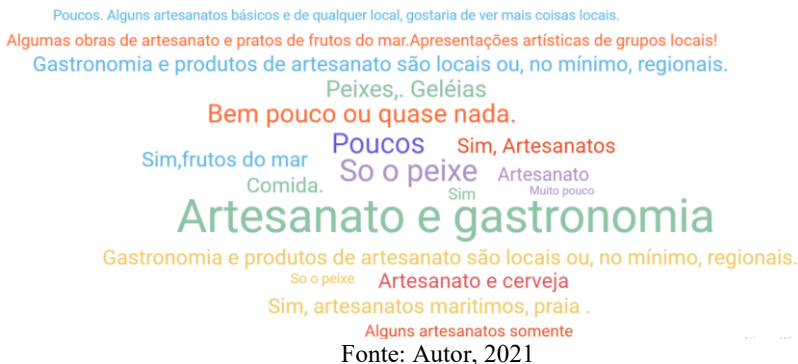 Poucos. Alguns artesanatos básicos e de qualquer local, gostaria de ver mais coisas locais.
Algumas obras de artesanato e pratos de frutos do mar.Apresentações artísticas de grupos locais!
Gastronomia e produtos de artesanato são locais ou, no mínimo, regionais.
Peixes,. Geléias
Bem pouco ou quase nada.
Poucos Sim, Artesanatos
Sim,frutos do mar So o peixe Artesanato
Comida. Sim Muito pouco
Artesanato e gastronomia
Gastronomia e produtos de artesanato são locais ou, no mínimo, regionais.
So o peixe Artesanato e cerveja
Sim, artesanatos maritimos, praia .
Alguns artesanatos somente
Fonte: Autor, 2021